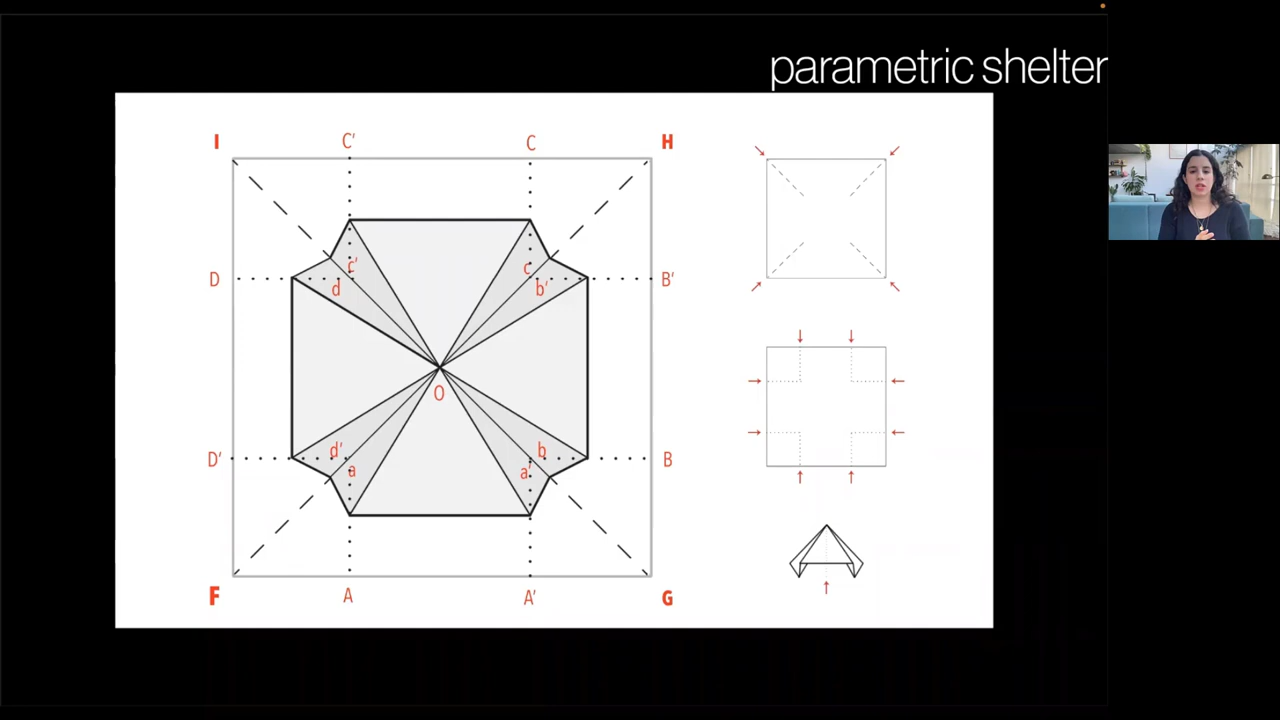 parametric shelter
I C′ C H
D c′ c B′
d b′
O
D′ d′ b B
a a′
F A A′ G